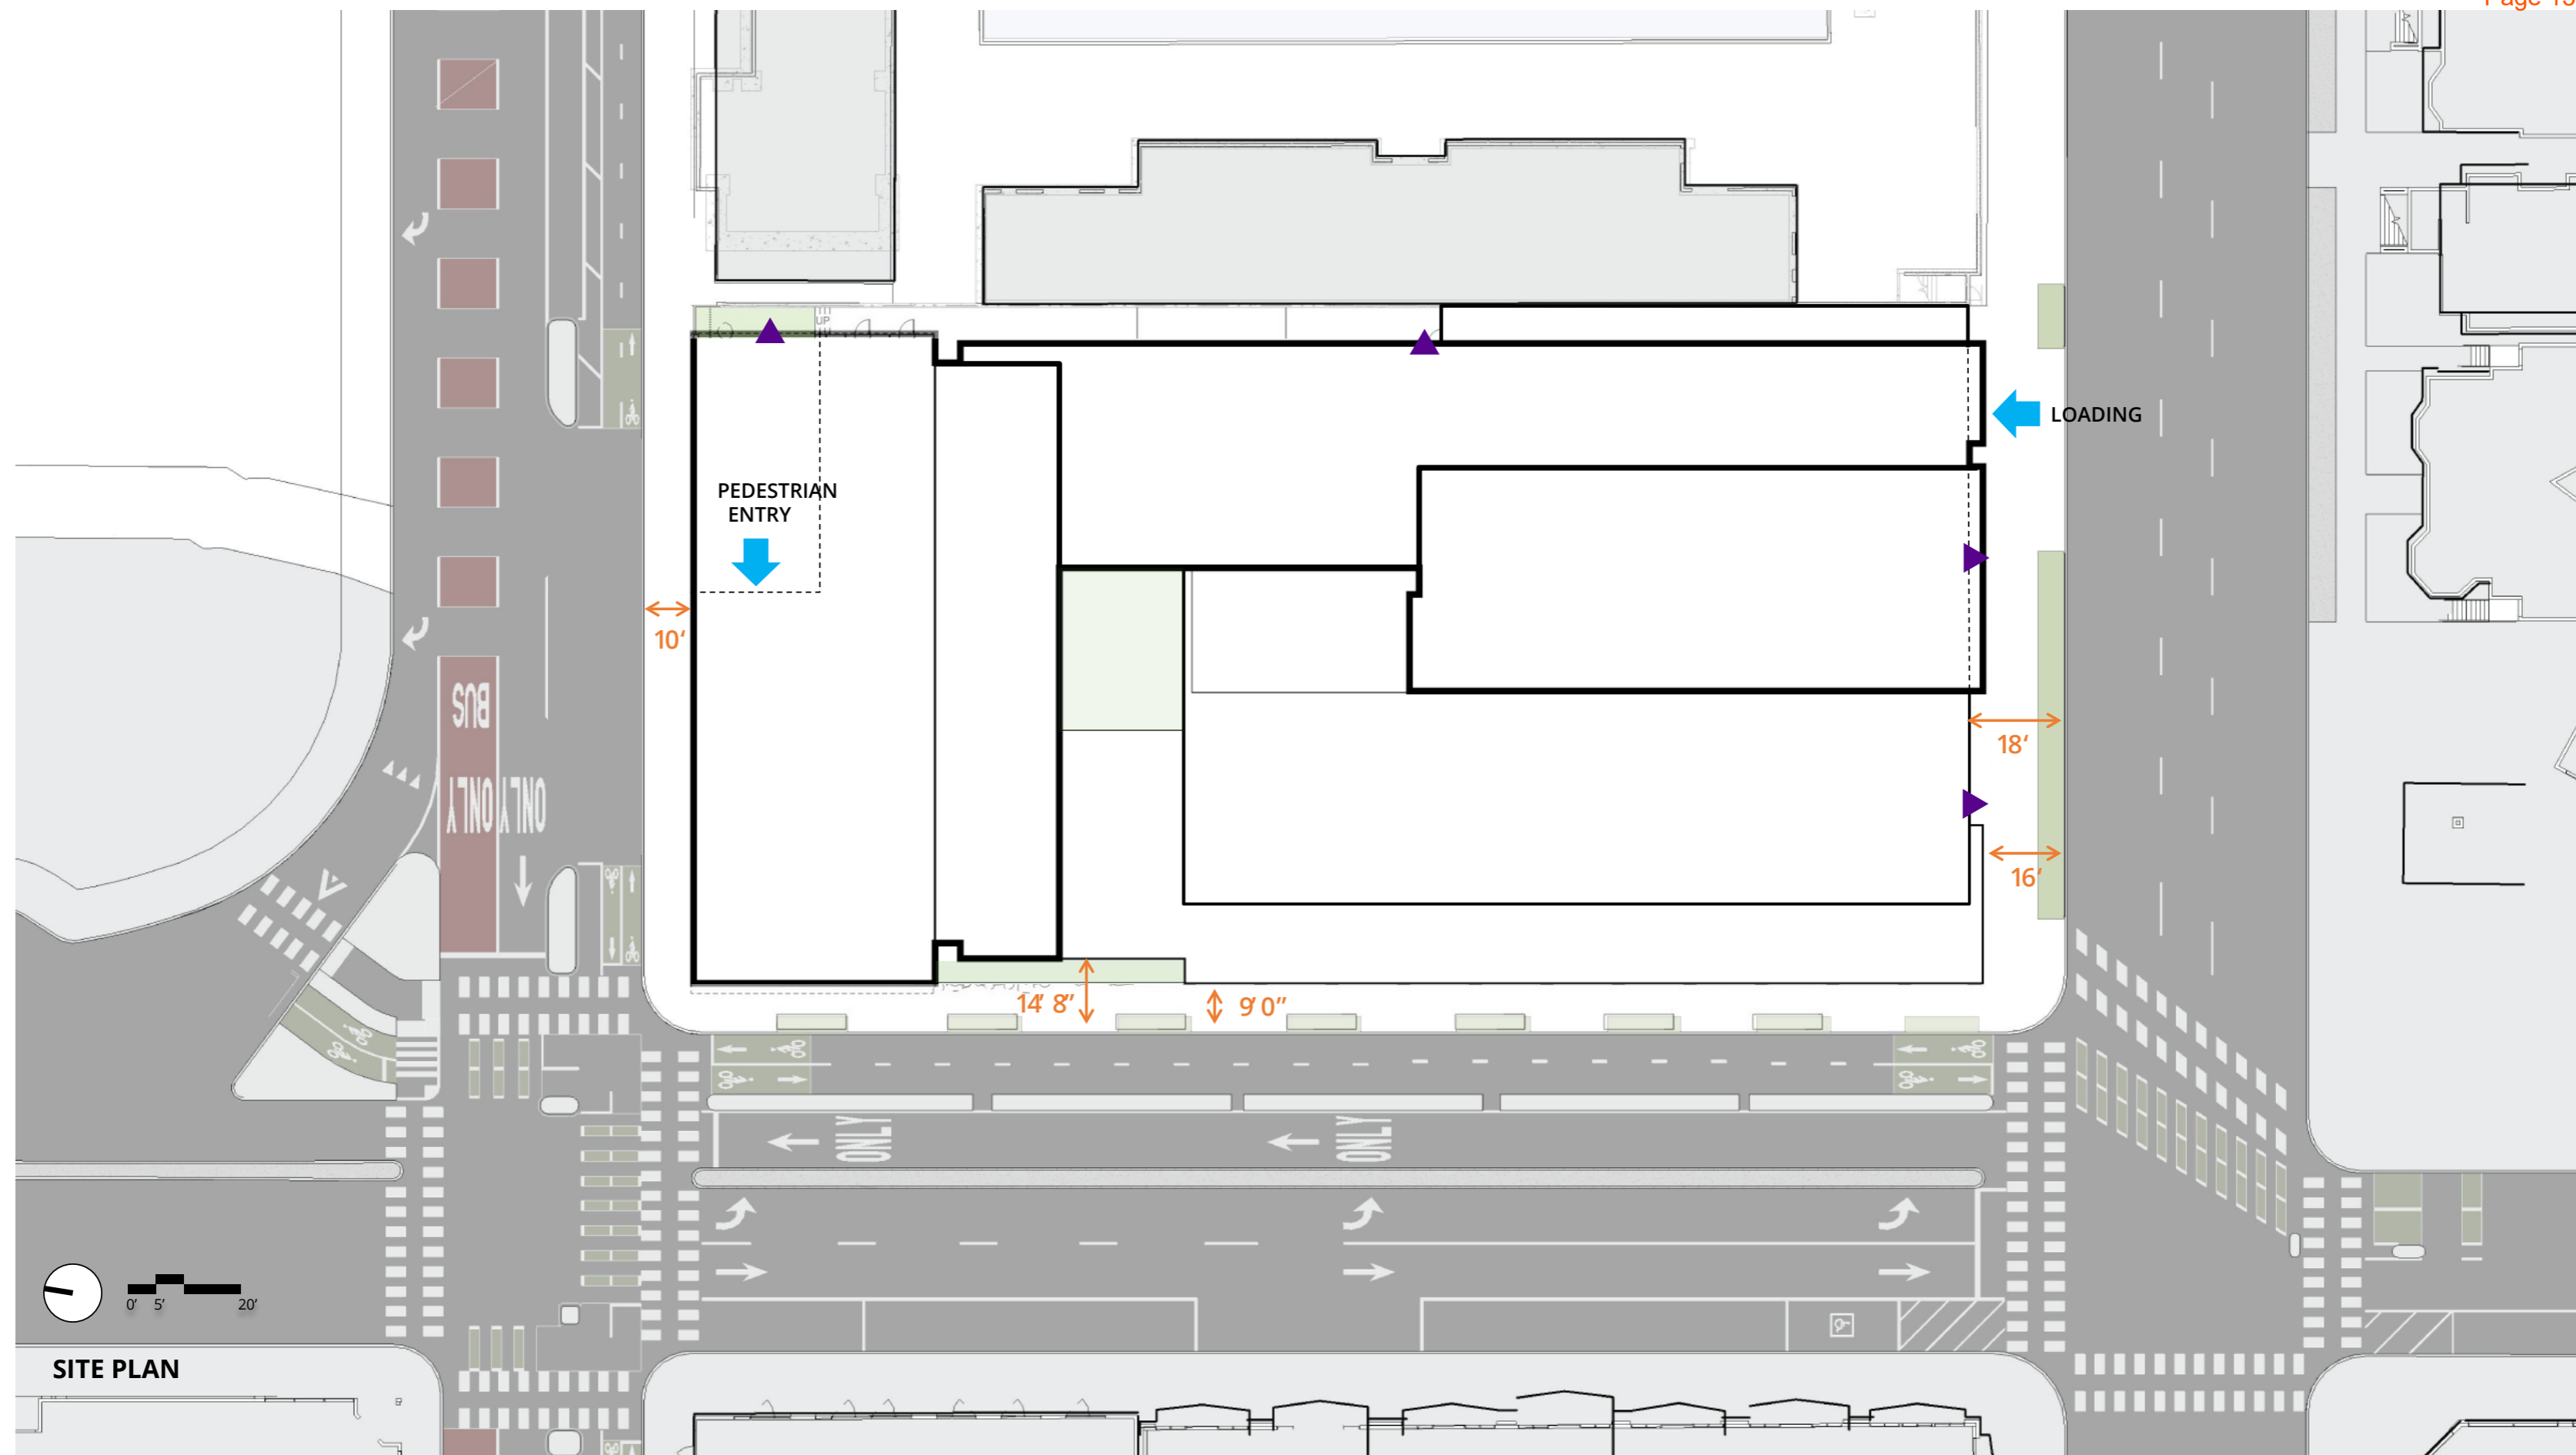 UP
LOADING
PEDESTRIAN
ENTRY
10‘
BUS
ONLY ONLY
18‘
16‘
14‘ 8”
9‘ 0”
ONLY
ONLY
0’ 5’ 20’
SITE PLAN